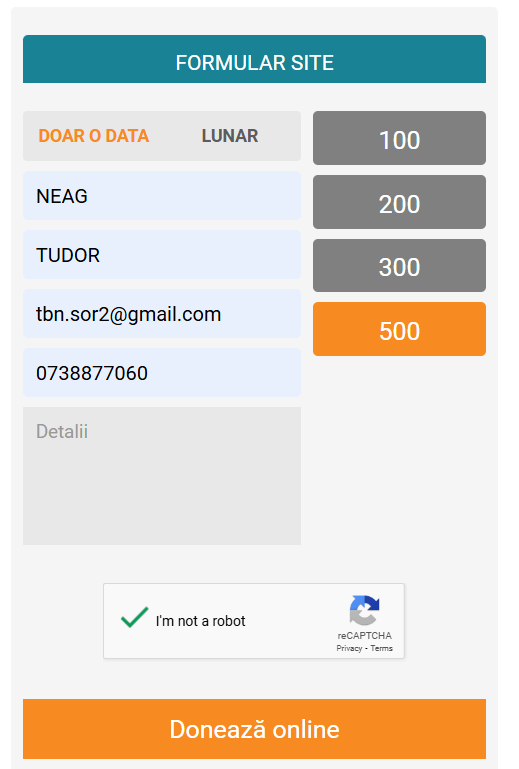 FORMULAR SITE
DOAR O DATA LUNAR
NEAG
TUDOR
tbn.sor2@gmail.com
0738877060
Detalii
100
200
300
500
I'm not a robot
reCAPTCHA
Privacy - Terms
Donează online